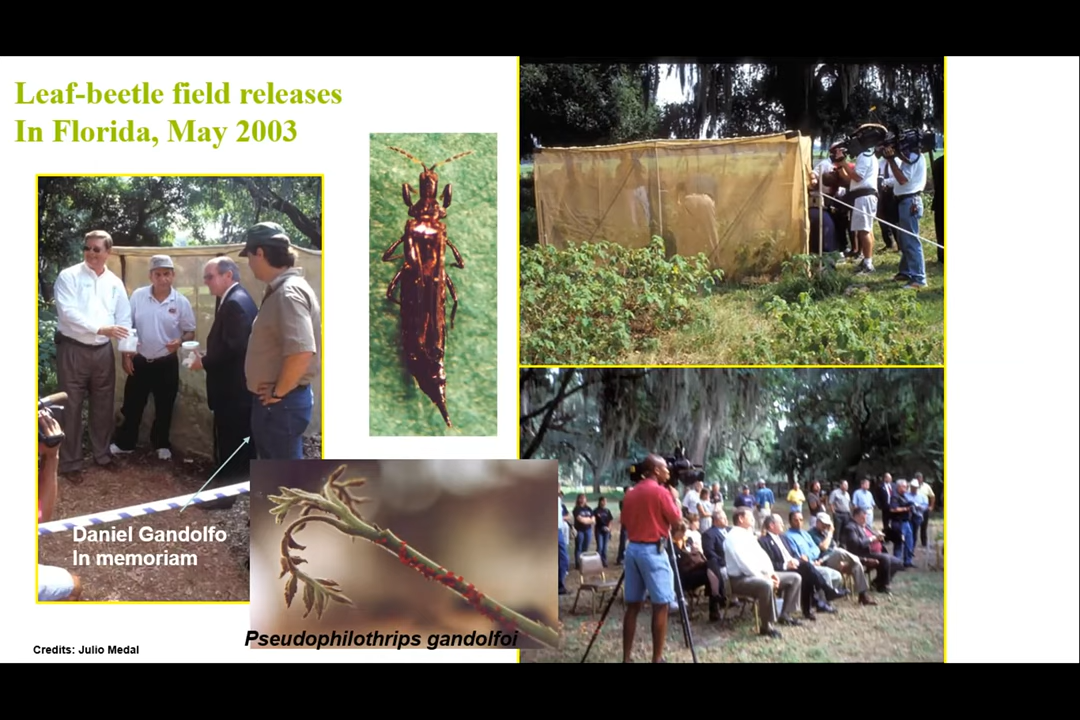 Leaf-beetle field releases
In Florida, May 2003
Daniel Gandolfo
In memoriam
Pseudophilothrips gandolfoi
Credits: Julio Medal